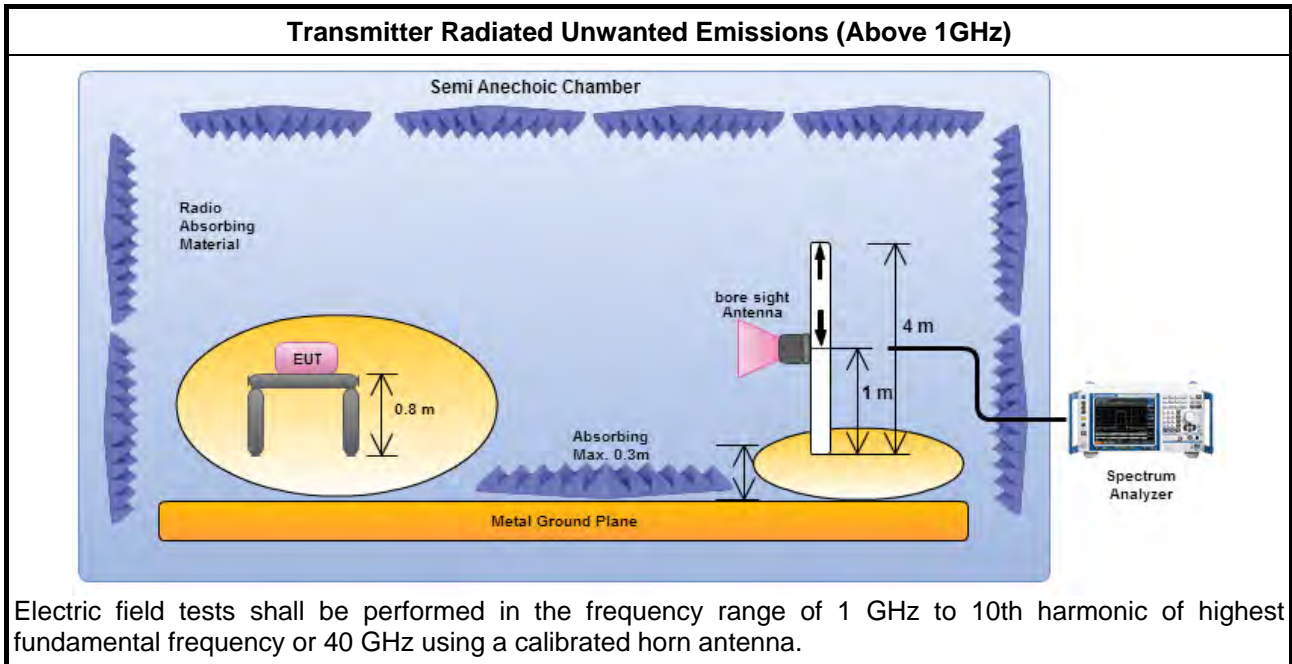 Transmitter Radiated Unwanted Emissions (Above 1GHz)
Semi Anechoic Chamber
Radio
Absorbing
Material
bore sight
Antenna
4 m
EUT
1 m
0.8 m
Absorbing
Max. 0.3m
Spectrum
Analyzer
Metal Ground Plane
Electric field tests shall be performed in the frequency range of 1 GHz to 10th harmonic of highest
fundamental frequency or 40 GHz using a calibrated horn antenna.